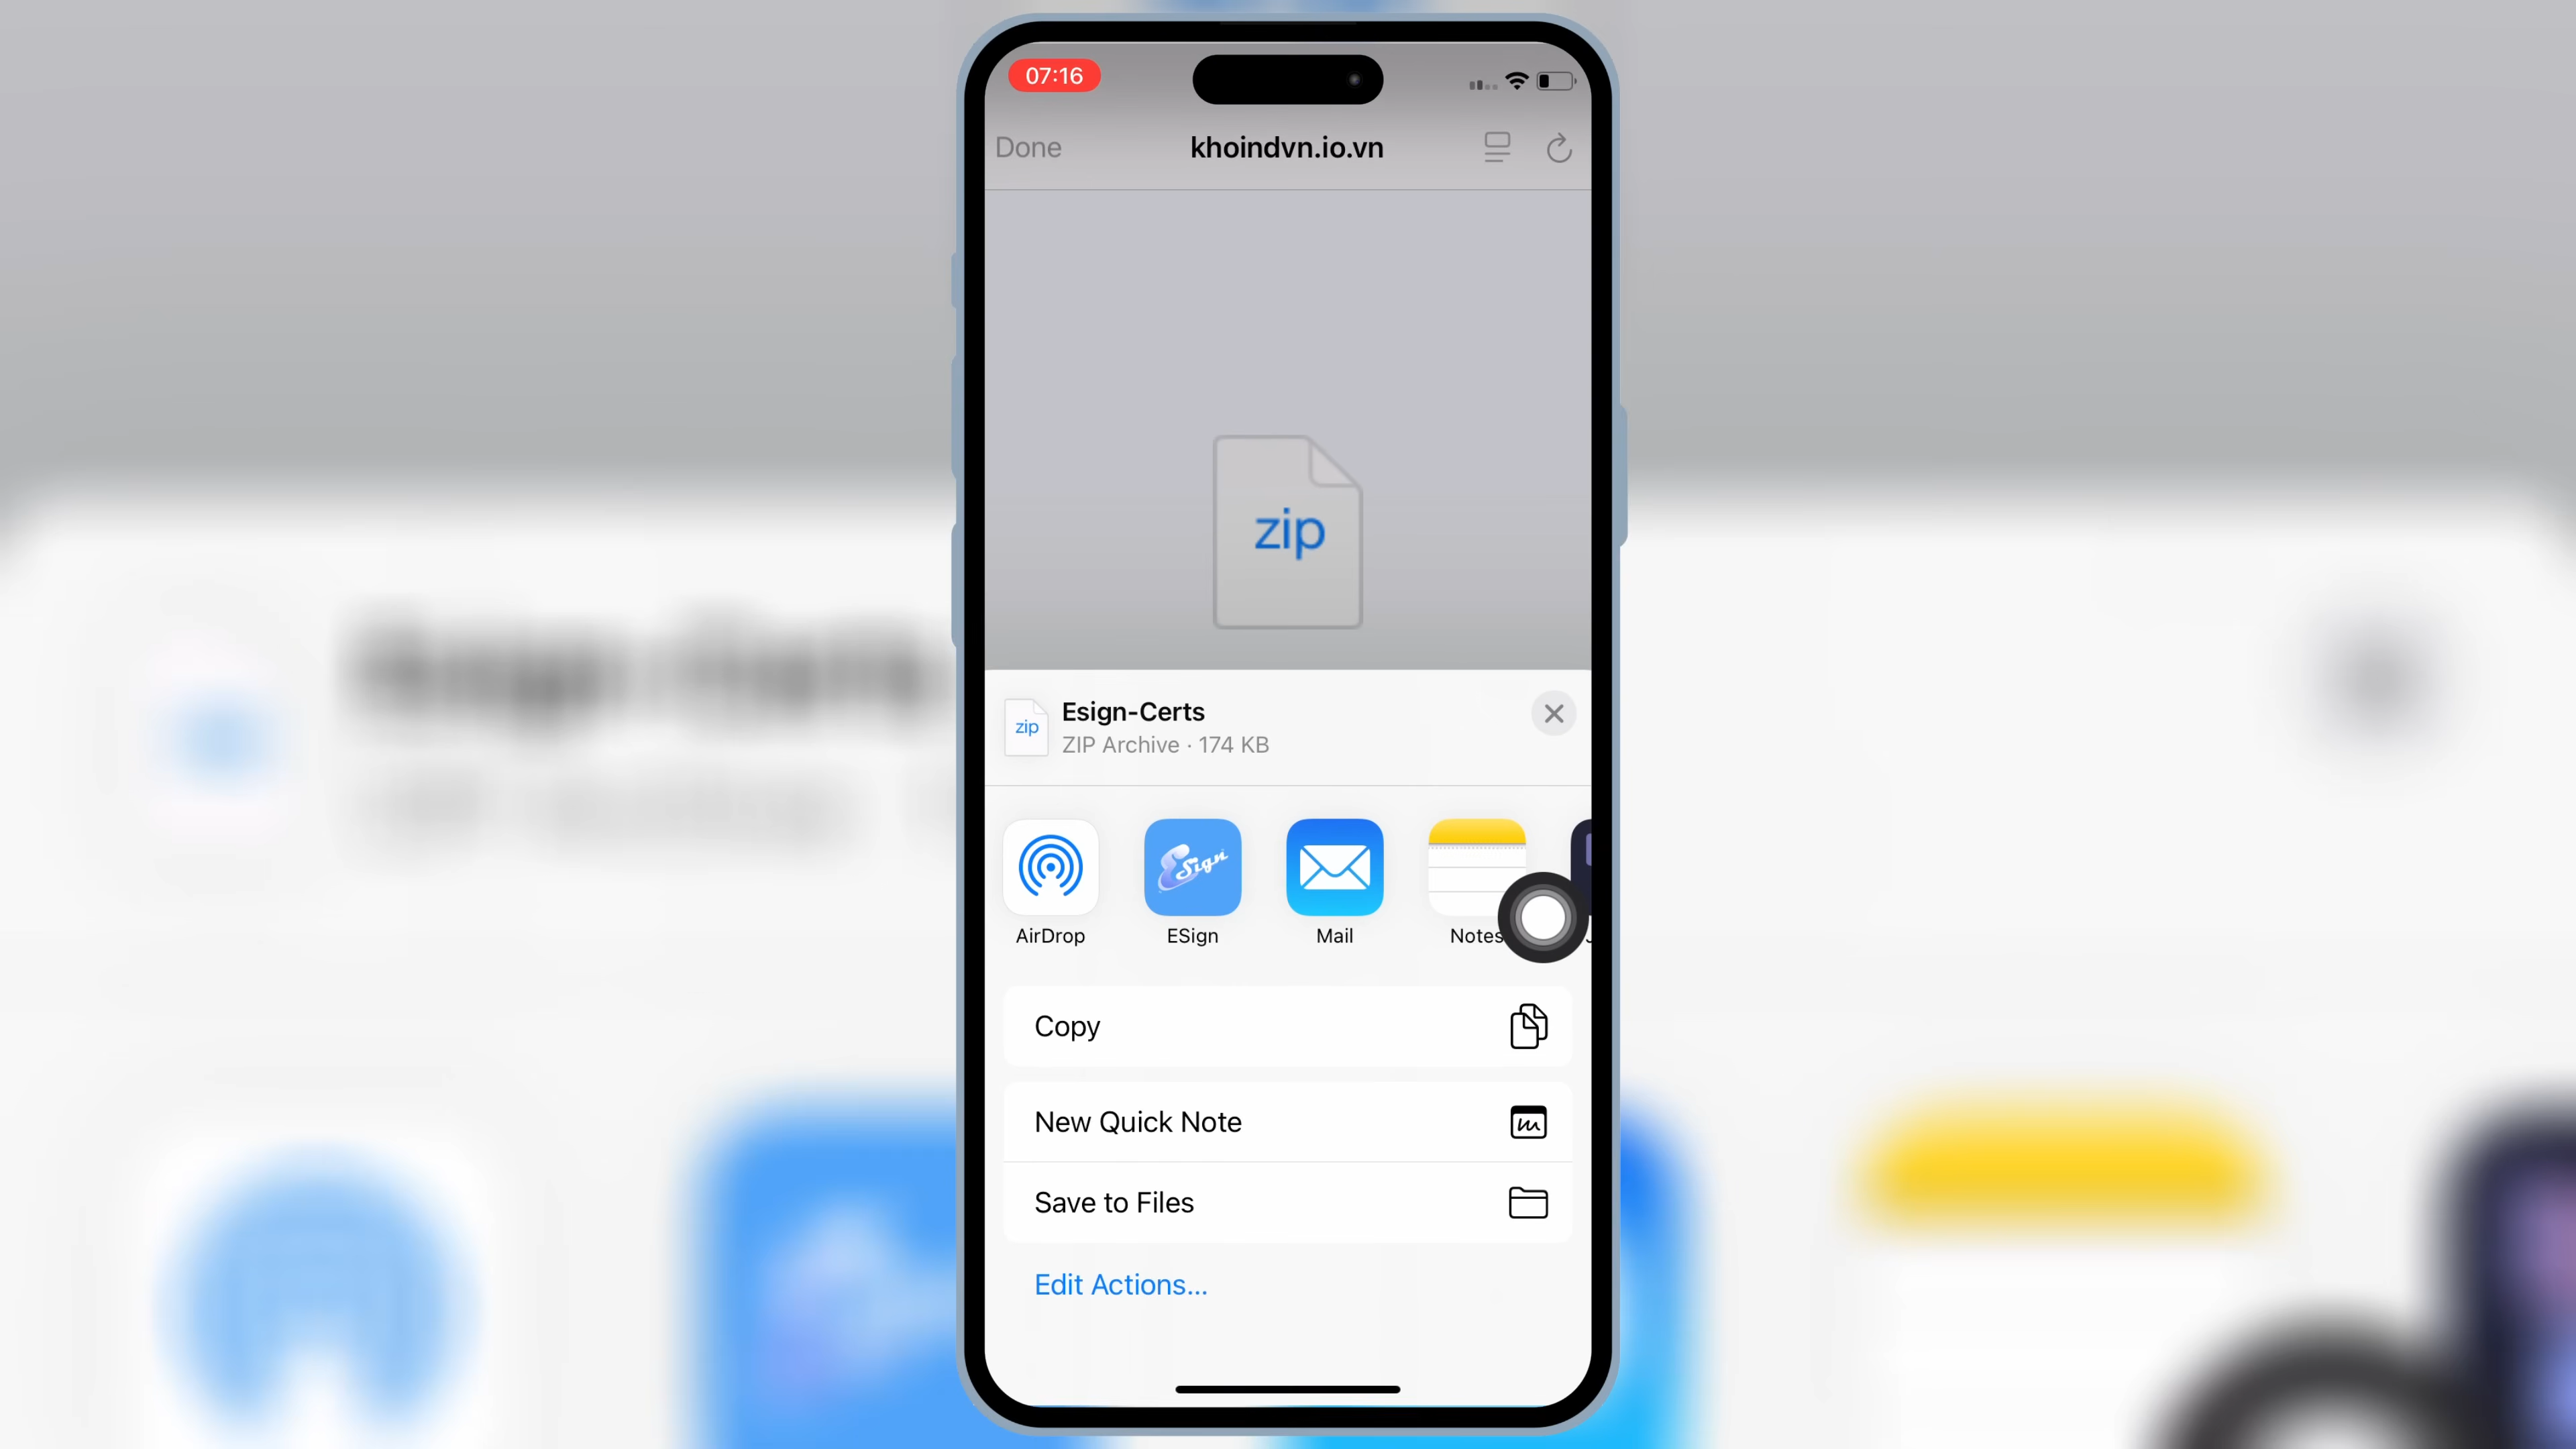 07:16
Done
khoindvn.io.vn
zip
zip
Esign-Certs
ZIP Archive · 174 KB
ESign
AirDrop
ESign
Mail
Notes
Copy
New Quick Note
Save to Files
Edit Actions...